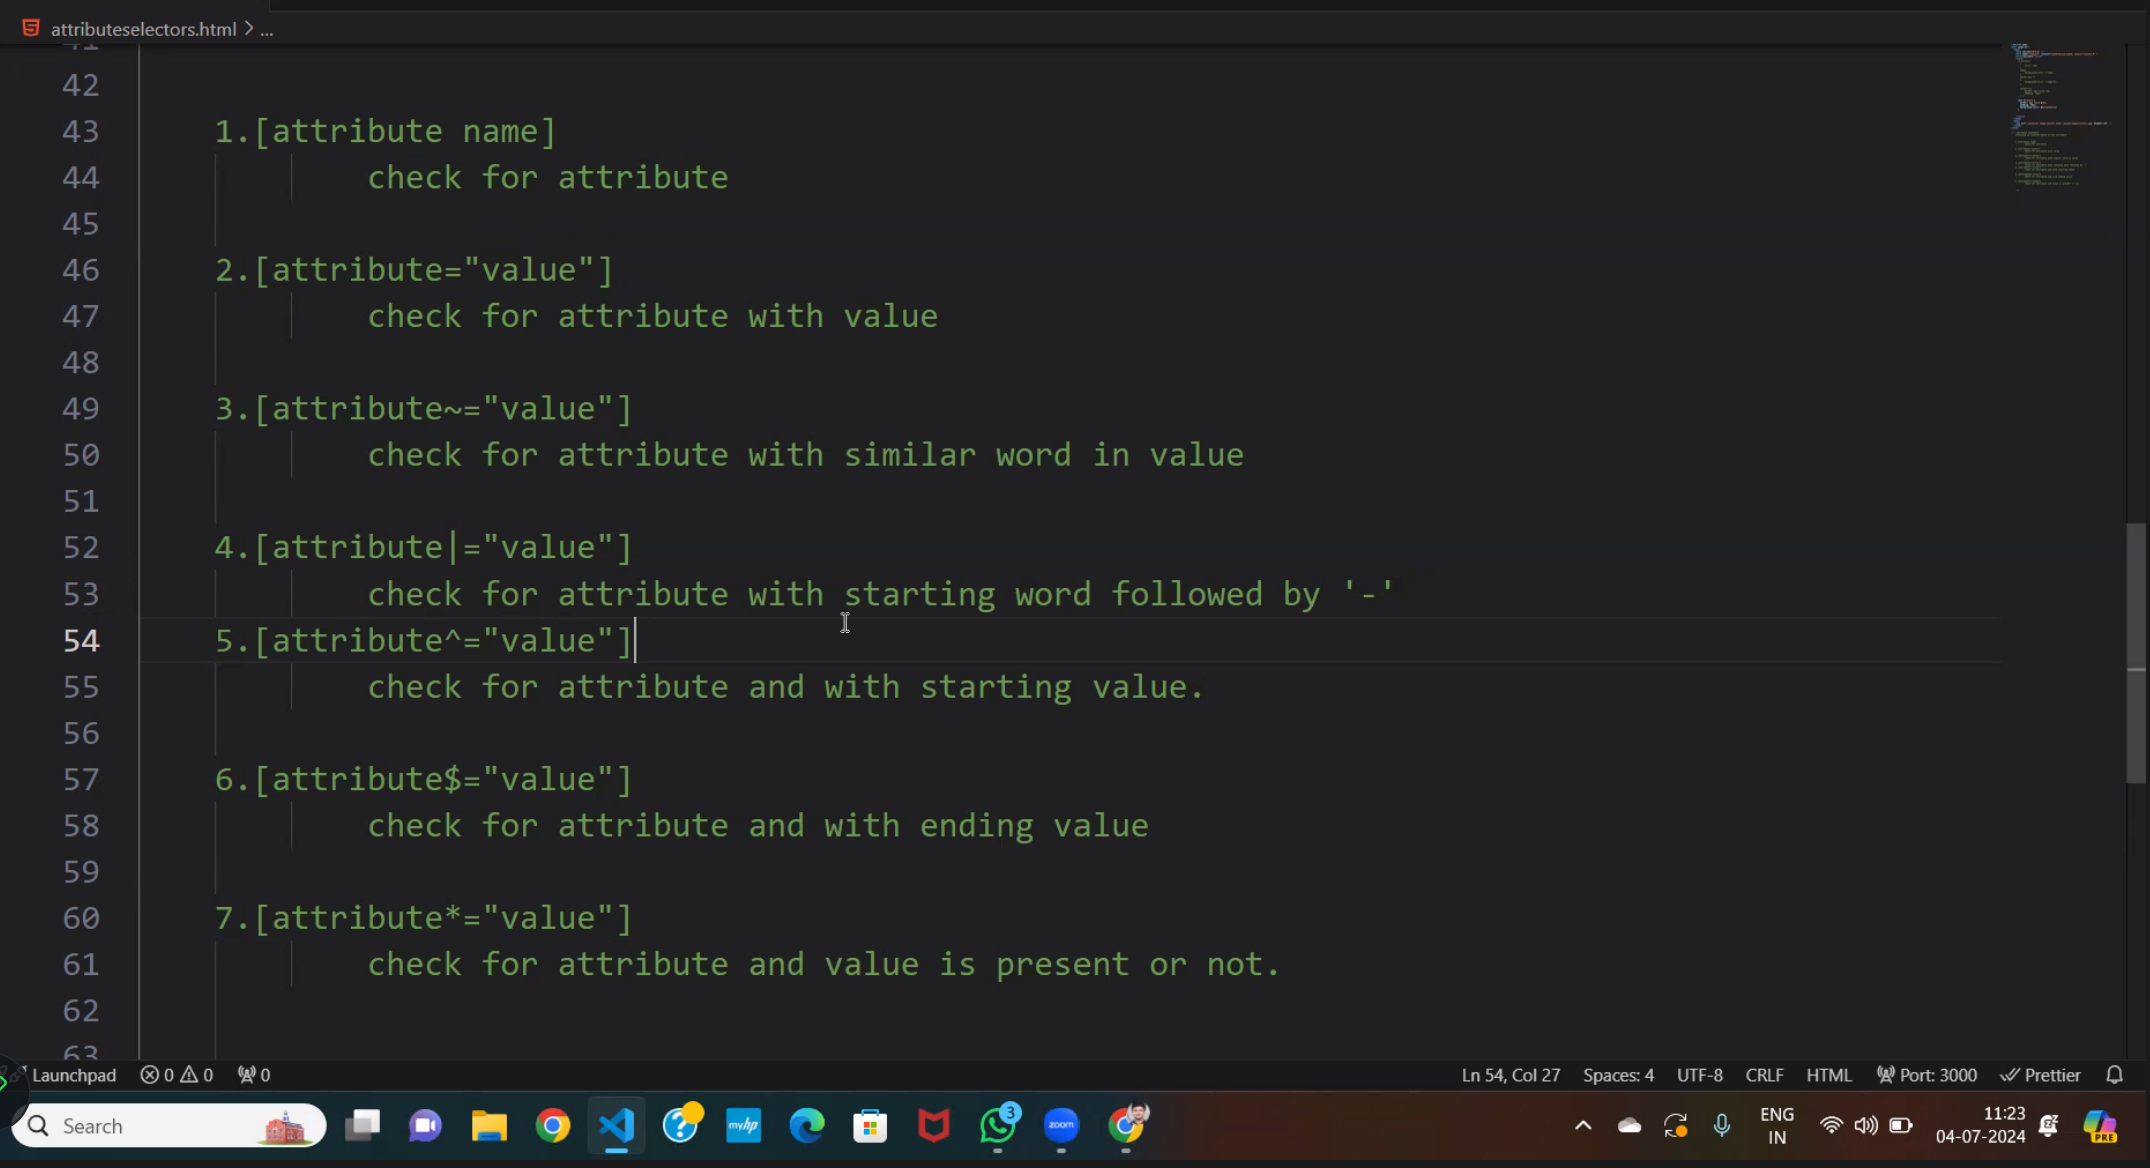 attributeselectors.html > ...
41
42
43 1.[attribute name]
44 check for attribute
45
46 2.[attribute="value"]
47 check for attribute with value
48
49 3.[attribute~="value"]
50 check for attribute with similar word in value
51
52 4.[attribute|="value"]
53 check for attribute with starting word followed by '-'
54 5.[attribute^="value"]
55 check for attribute and with starting value.
56
57 6.[attribute$="value"]
58 check for attribute and with ending value
59
60 7.[attribute*="value"]
61 check for attribute and value is present or not.
62
63
Launchpad 0 0 0 Ln 54, Col 27 Spaces: 4 UTF-8 CRLF HTML Port: 3000 Prettier
Search myhp 3 zoom ENG IN 11:23 04-07-2024 PRE